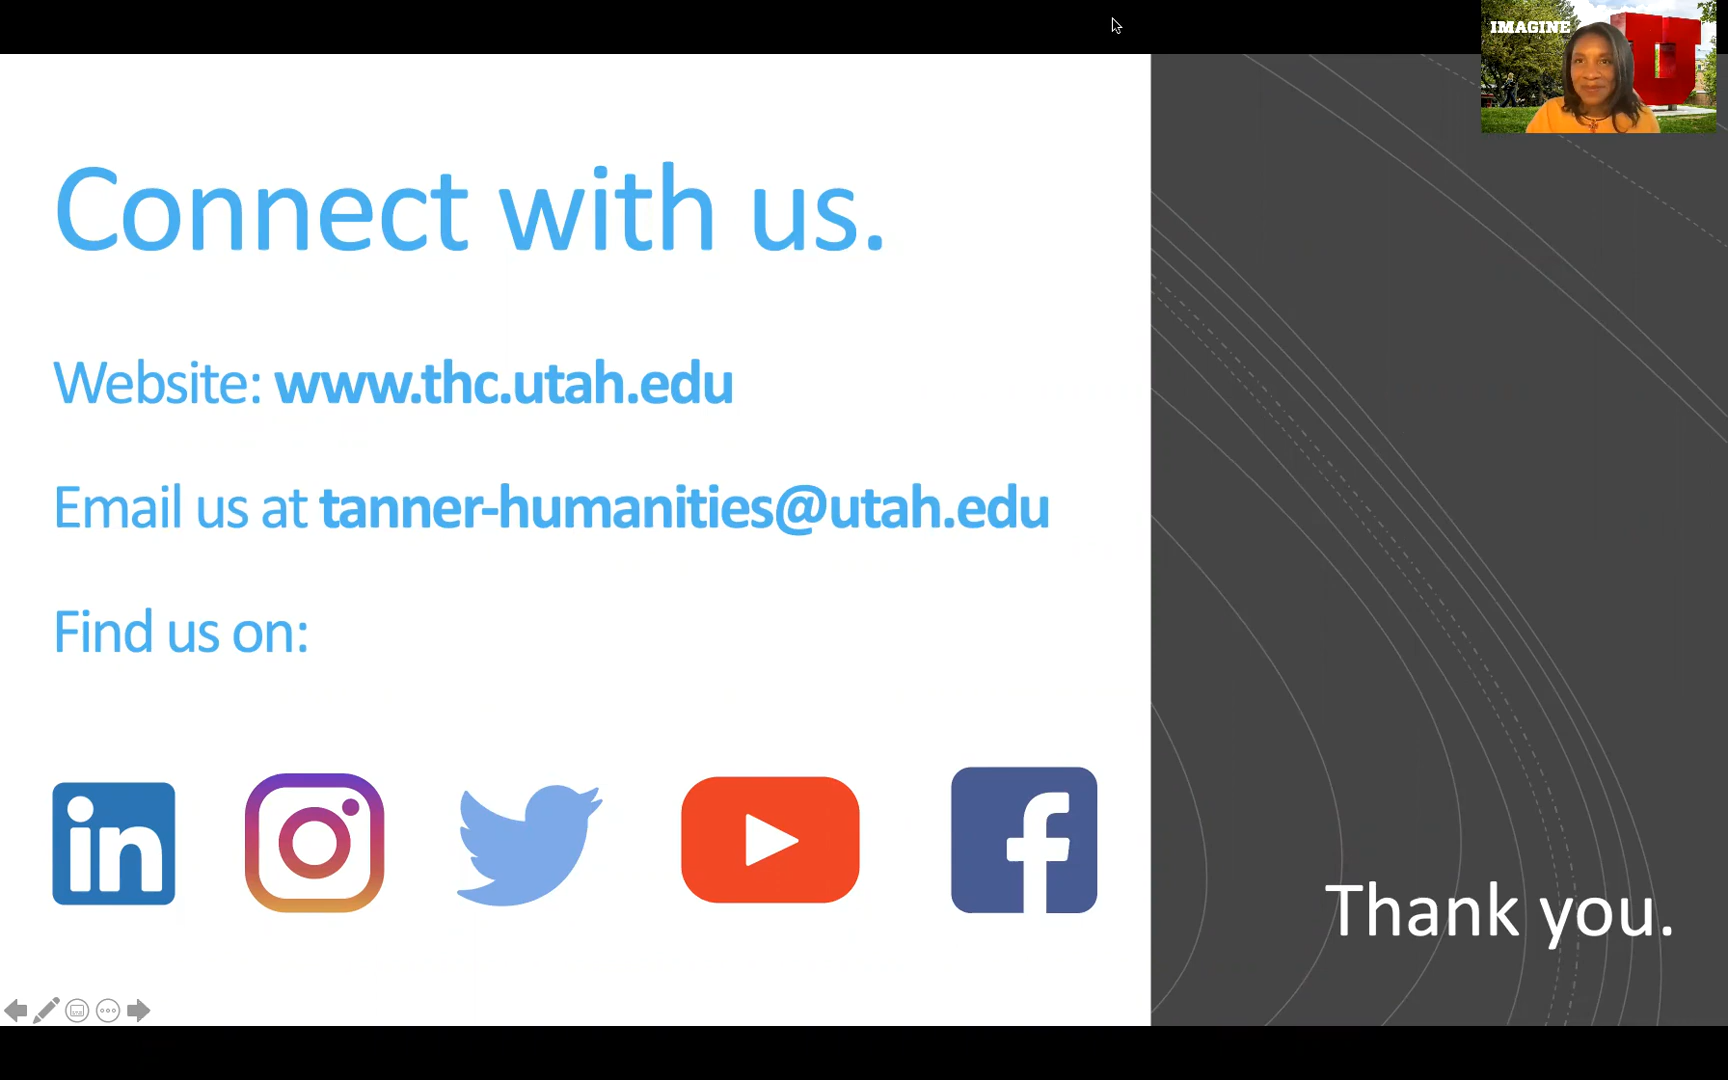 IMAGINE
U
Connect with us.
Website: www.thc.utah.edu
Email us at tanner-humanities@utah.edu
Find us on:
in
f
Thank you.